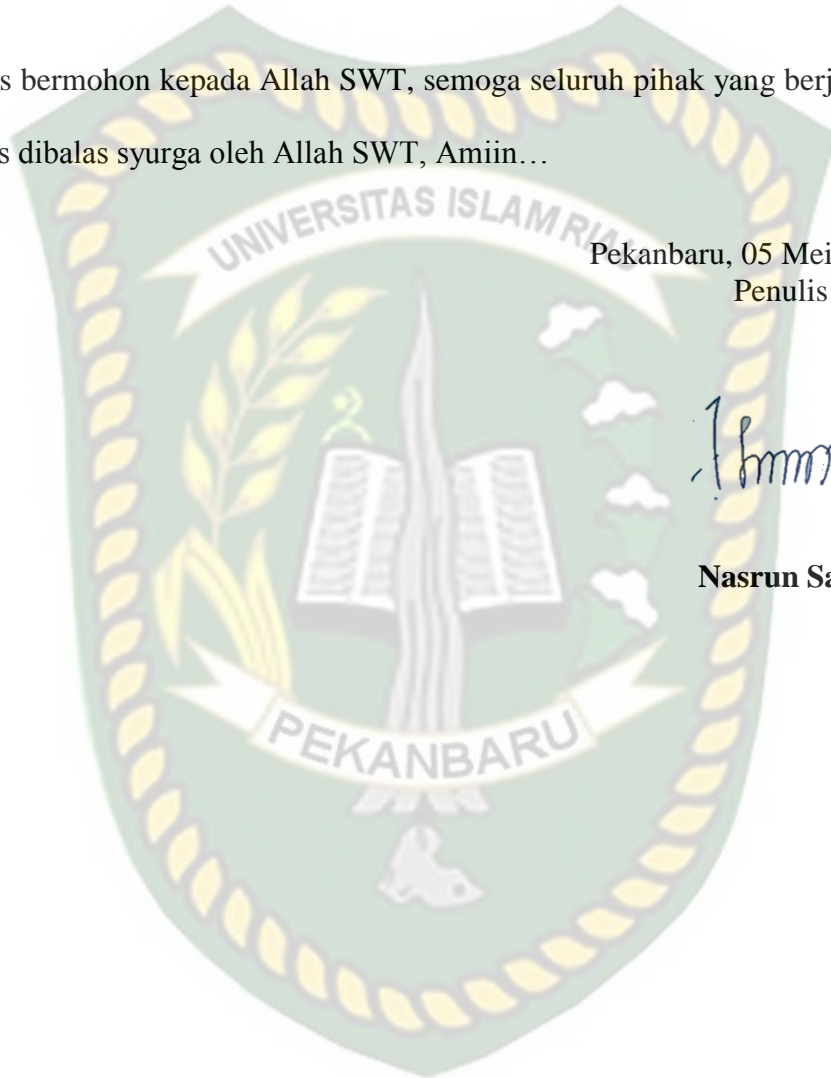 s bermohon kepada Allah SWT, semoga seluruh pihak yang berj
s dibalas syurga oleh Allah SWT, Amiin…
UNIVERSITAS ISLAM RIAU
Pekanbaru, 05 Mei
Penulis
Nasrun Sa
PEKANBARU